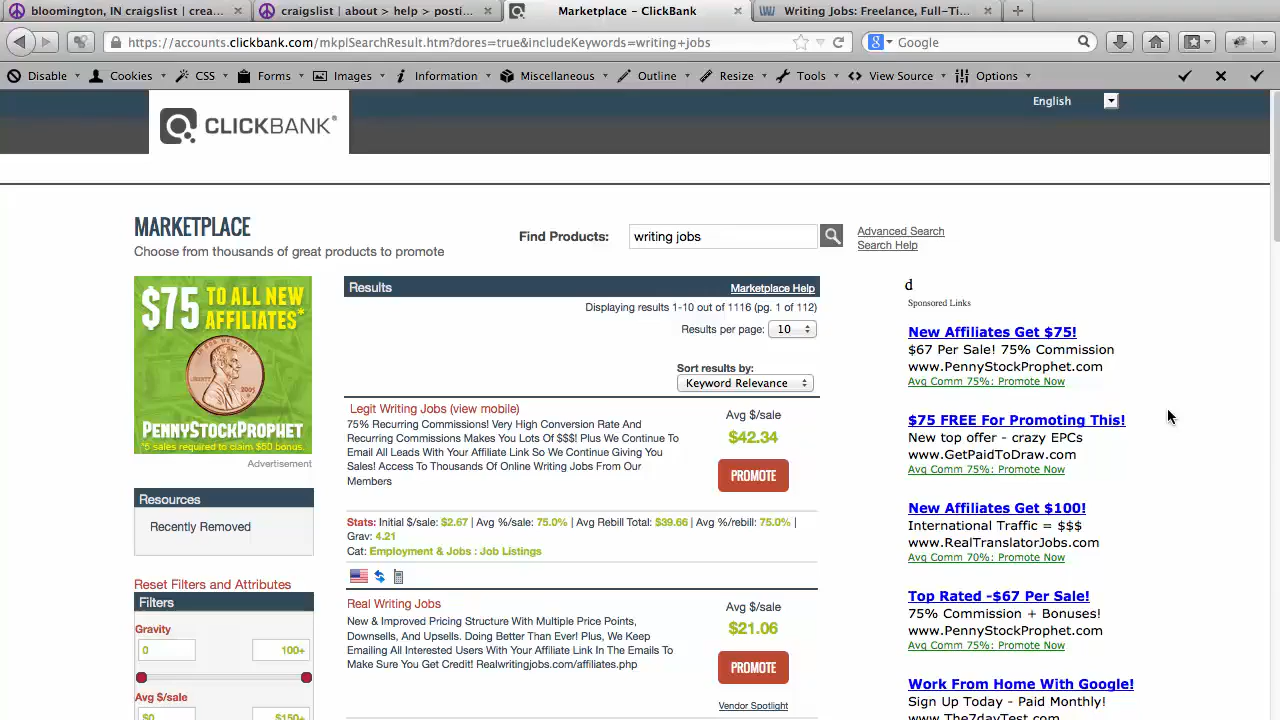 bloomington, IN craigslist | crea...
craigslist | about > help > posti...
Marketplace - ClickBank
Writing Jobs: Freelance, Full-Ti...
https://accounts.clickbank.com/mkplSearchResult.htm?dores=true&includeKeywords=writing+jobs
Google
Disable Cookies CSS Forms Images Information Miscellaneous Outline Resize Tools View Source Options
English
CLICKBANK®
MARKETPLACE
Choose from thousands of great products to promote
Find Products: writing jobs
Advanced Search
Search Help
$75 TO ALL NEW
AFFILIATES*
PENNYSTOCKPROPHET
*5 sales required to claim $50 bonus.
Advertisement
Resources
Recently Removed
Reset Filters and Attributes
Filters
Gravity
0 100+
Avg $/sale
$0 $150+
Results Marketplace Help
Displaying results 1-10 out of 1116 (pg. 1 of 112)
Results per page: 10
Sort results by:
Keyword Relevance
Legit Writing Jobs (view mobile)
75% Recurring Commissions! Very High Conversion Rate And
Recurring Commissions Makes You Lots Of $$$! Plus We Continue To
Email All Leads With Your Affiliate Link So We Continue Giving You
Sales! Access To Thousands Of Online Writing Jobs From Our
Members
Avg $/sale
$42.34
PROMOTE
Stats: Initial $/sale: $2.67 | Avg %/sale: 75.0% | Avg Rebill Total: $39.66 | Avg %/rebill: 75.0% |
Grav: 4.21
Cat: Employment & Jobs : Job Listings
Real Writing Jobs
New & Improved Pricing Structure With Multiple Price Points,
Downsells, And Upsells. Doing Better Than Ever! Plus, We Keep
Emailing All Interested Users With Your Affiliate Link In The Emails To
Make Sure You Get Credit! Realwritingjobs.com/affiliates.php
Avg $/sale
$21.06
PROMOTE
Vendor Spotlight
d
Sponsored Links
New Affiliates Get $75!
$67 Per Sale! 75% Commission
www.PennyStockProphet.com
Avg Comm 75%: Promote Now
$75 FREE For Promoting This!
New top offer - crazy EPCs
www.GetPaidToDraw.com
Avg Comm 75%: Promote Now
New Affiliates Get $100!
International Traffic = $$$
www.RealTranslatorJobs.com
Avg Comm 70%: Promote Now
Top Rated -$67 Per Sale!
75% Commission + Bonuses!
www.PennyStockProphet.com
Avg Comm 75%: Promote Now
Work From Home With Google!
Sign Up Today - Paid Monthly!
www.The7dayTest.com